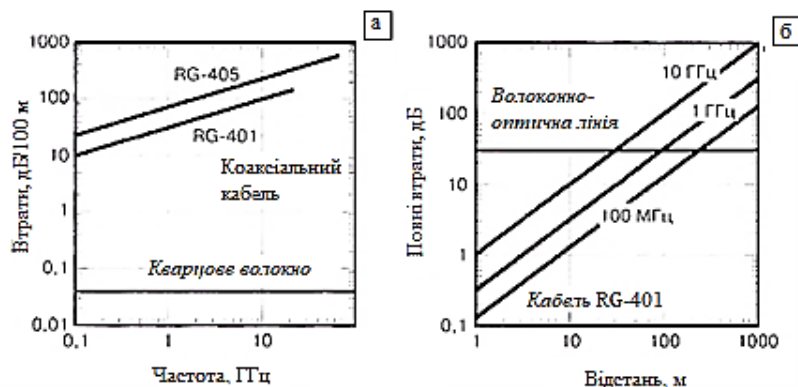 а
1000
100
10
1
0.1
0.01
Втрати, дБ/100 м
RG-405
RG-401
Коаксіальний
кабель
Кварцове волокно
0,1
1
10
Частота, ГГц
б
1000
100
10
1
0,1
Повні втрати, дБ
10 ГГц
Волоконно-
оптична лінія
1 ГГц
100 МГц
Кабель RG-401
1
10
100
1000
Відстань, м